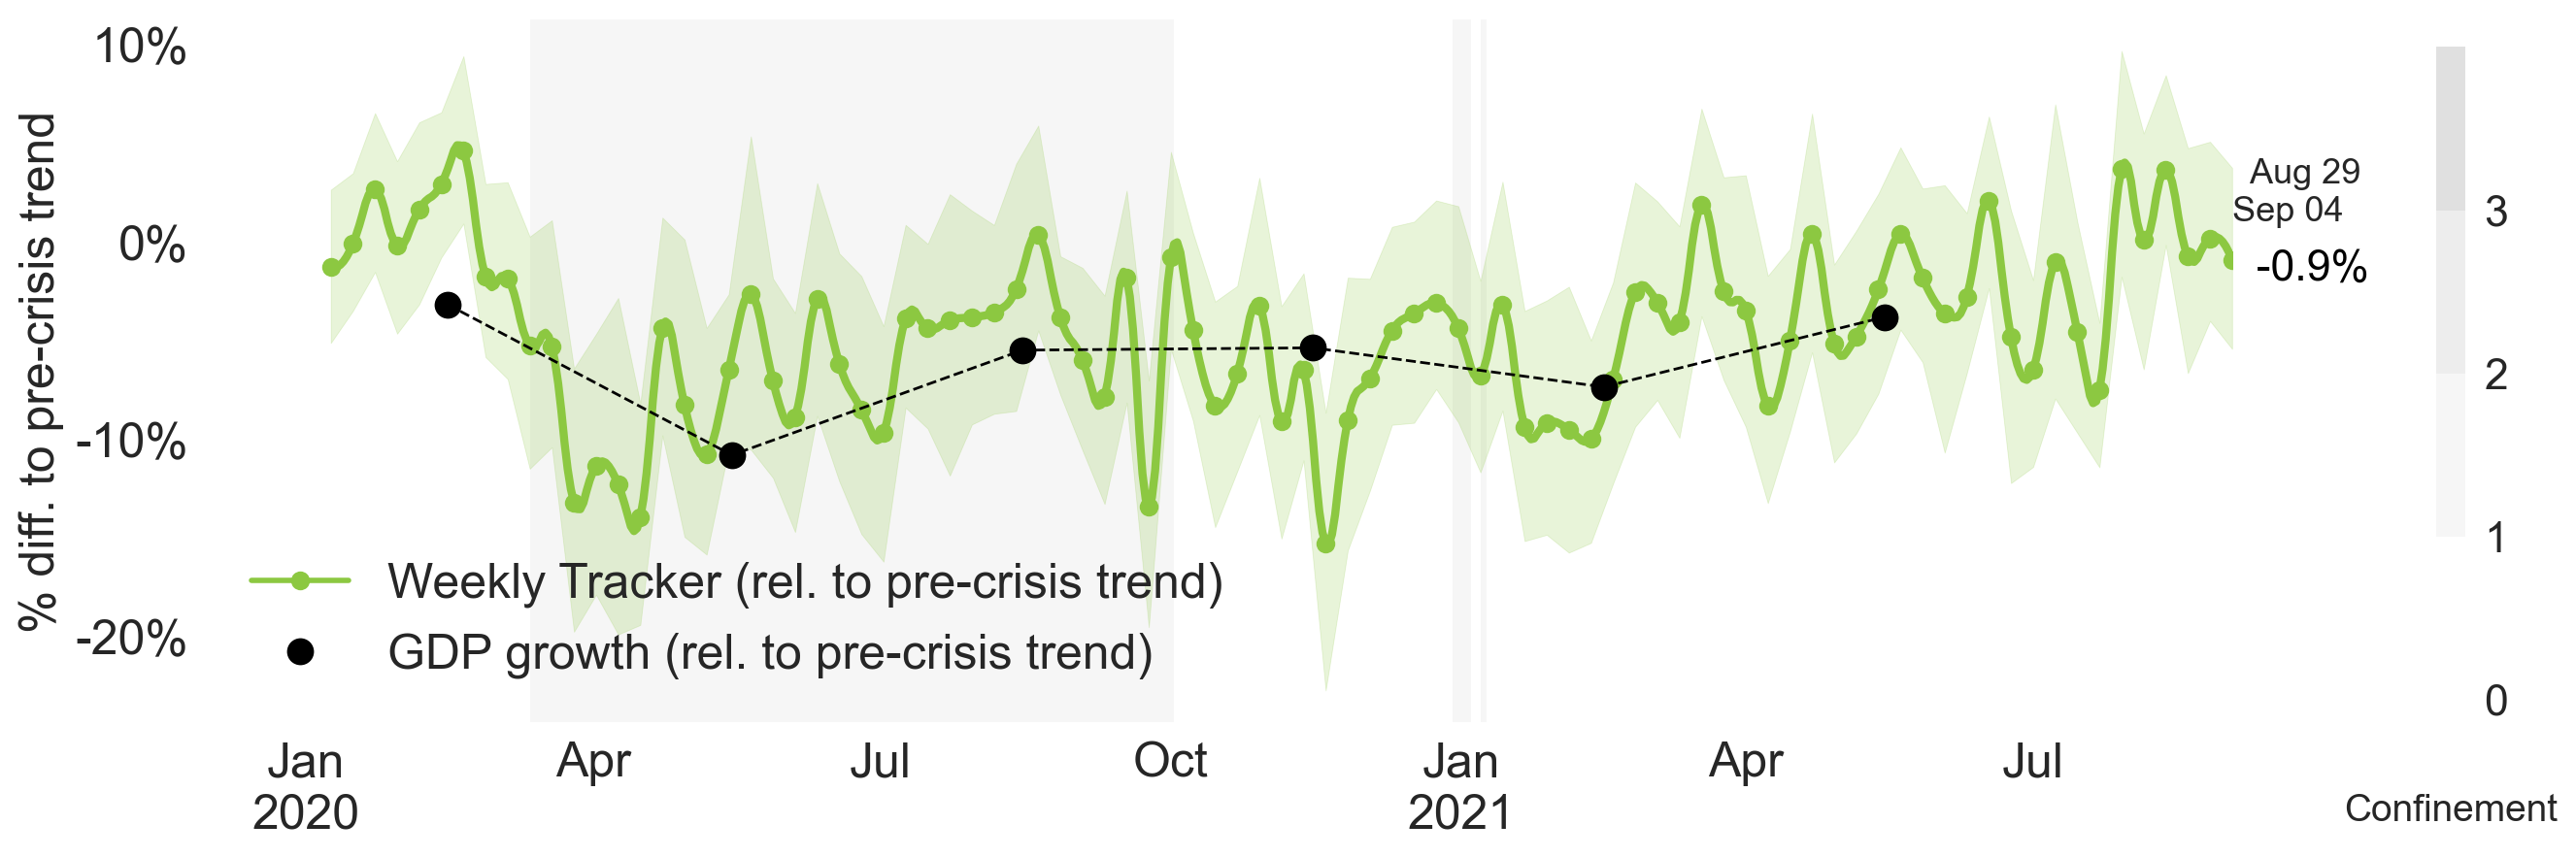 % diff. to pre-crisis trend
10%
0%
-10%
-20%
Weekly Tracker (rel. to pre-crisis trend)
GDP growth (rel. to pre-crisis trend)
Aug 29
Sep 04
-0.9%
3
2
1
0
Jan Apr Jul Oct Jan Apr Jul
2020 2021
Confinement